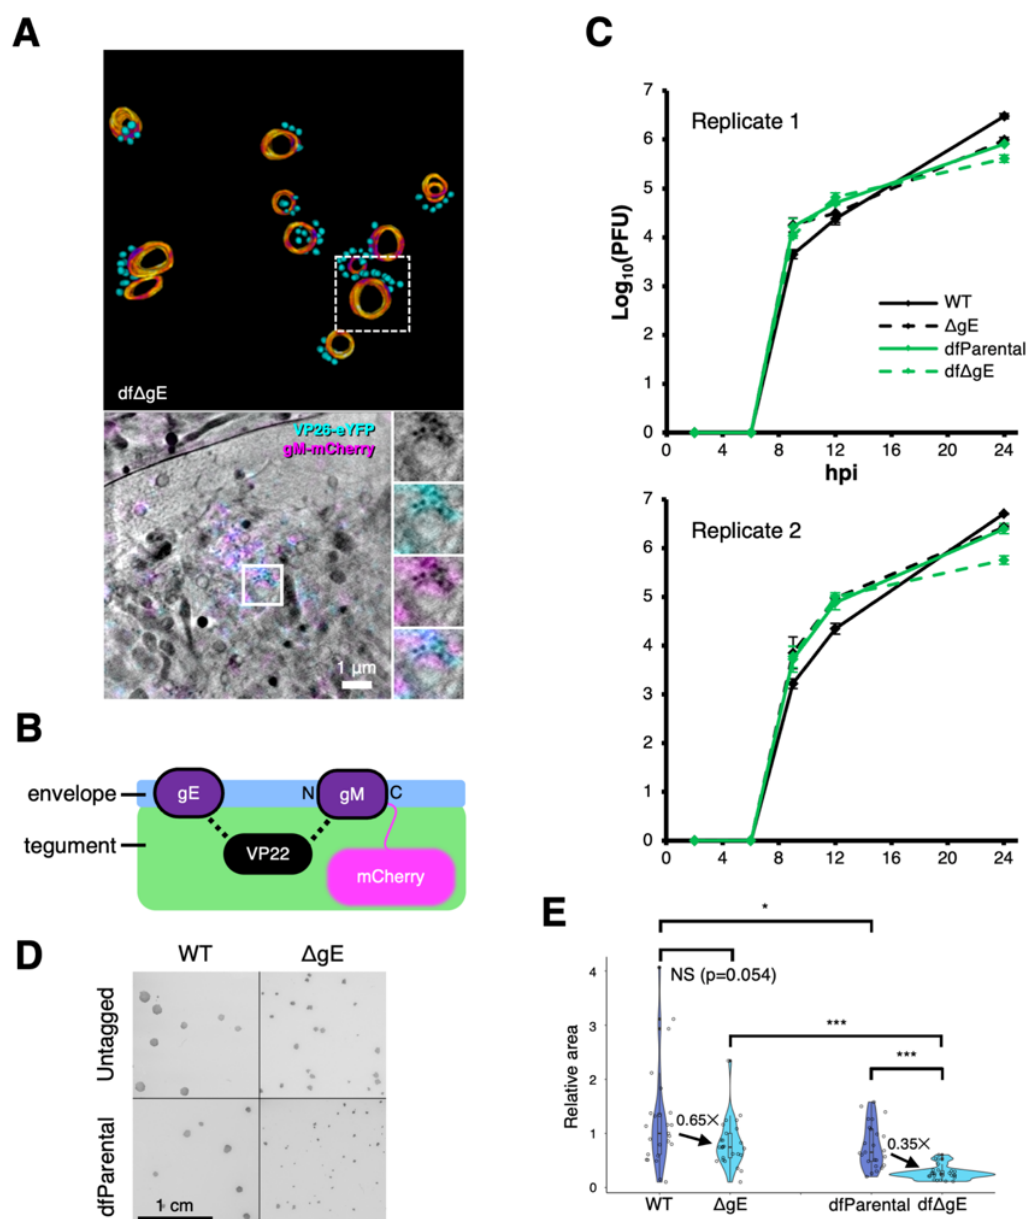 A
dfΔgE
VP26-eYFP
gM-mCherry
1 µm
B
envelope
tegument
gE
N
gM
C
VP22
mCherry
C
Replicate 1
Log10(PFU)
7
6
5
4
3
2
1
0
0 4 8 12 16 20 24
hpi
WT
ΔgE
dfParental
dfΔgE
Replicate 2
7
6
5
4
3
2
1
0
0 4 8 12 16 20 24
D
WT ΔgE
Untagged
dfParental
1 cm
E
*
NS (p=0.054)
***
***
Relative area
4
3
2
1
0
0.65×
0.35×
WT ΔgE dfParental dfΔgE